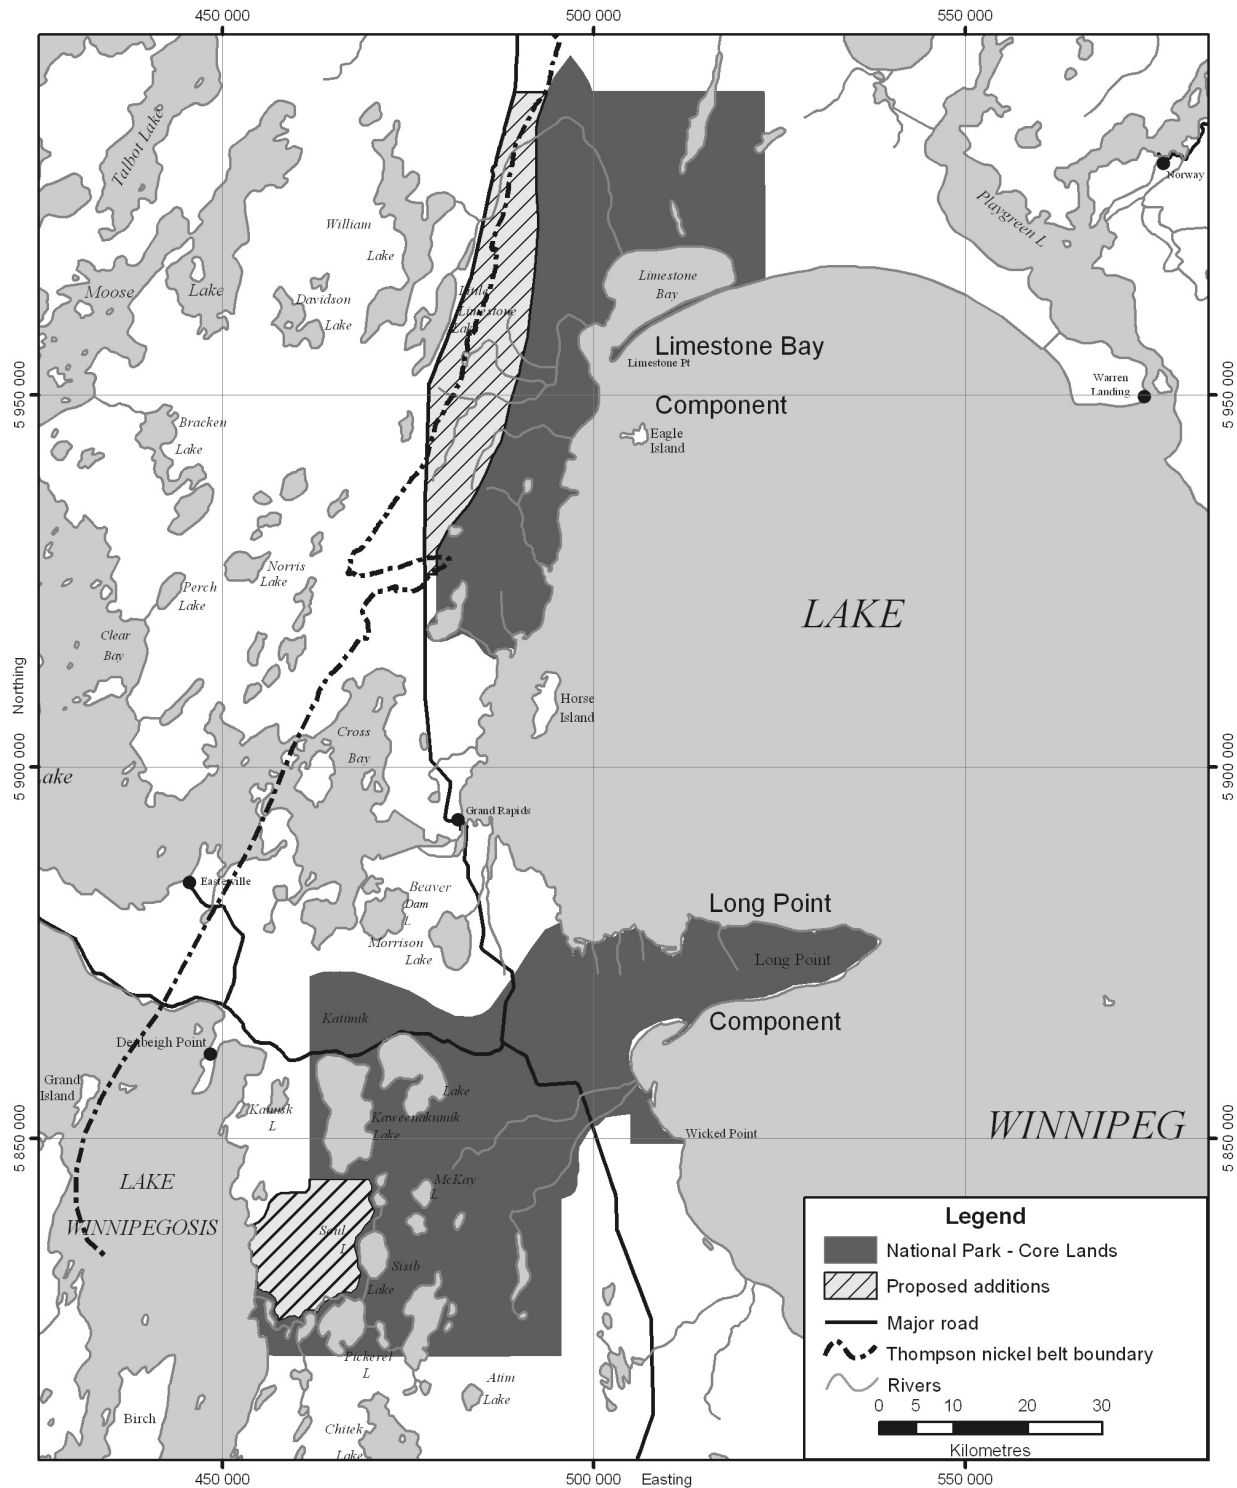 450 000
500 000
550 000
Talbot Lake
Norway
Playgreen L
William
Lake
Limestone
Bay
Moose
Lake
Davidson
Lake
Little
Limestone
Lake
Limestone Bay
Limestone Pt
Component
Warren
Landing
5 950 000
5 950 000
Bracken
Lake
Eagle
Island
Norris
Lake
Perch
Lake
LAKE
Clear
Bay
Northing
Horse
Island
Cross
Bay
5 900 000
ake
5 900 000
Grand Rapids
Easterville
Beaver
Dam
L
Morrison
Lake
Long Point
Long Point
Component
Katimik
Denbeigh Point
Grand
Island
Lake
Kanusk
L
Kaweenakumik
Lake
WINNIPEG
5 850 000
Wicked Point
5 850 000
LAKE
WINNIPEGOSIS
McKay
L
Soul
L
Sisib
Lake
Pickerel
L
Atim
Lake
Birch
Chitek
Lake
Legend
National Park - Core Lands
Proposed additions
Major road
Thompson nickel belt boundary
Rivers
0 5 10 20 30
Kilometres
450 000
500 000
Easting
550 000